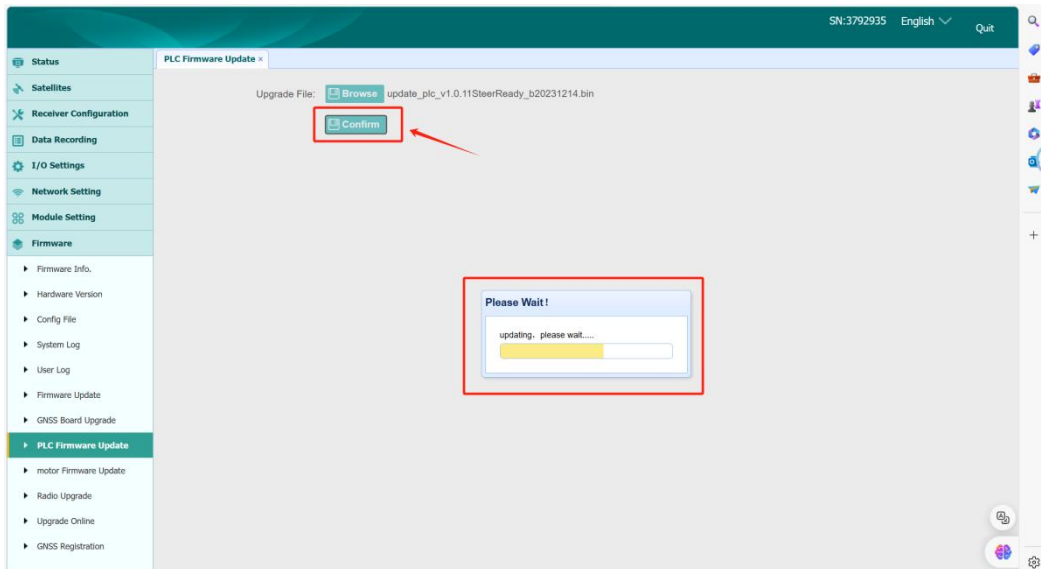 SN:3792935 English Quit
Status
Satellites
Receiver Configuration
Data Recording
I/O Settings
Network Setting
Module Setting
Firmware
Firmware Info.
Hardware Version
Config File
System Log
User Log
Firmware Update
GNSS Board Upgrade
PLC Firmware Update
motor Firmware Update
Radio Upgrade
Upgrade Online
GNSS Registration
PLC Firmware Update ×
Upgrade File: Browse update_plc_v1.0.11SteerReady_b20231214.bin
Confirm
Please Wait!
updating, please wait.....